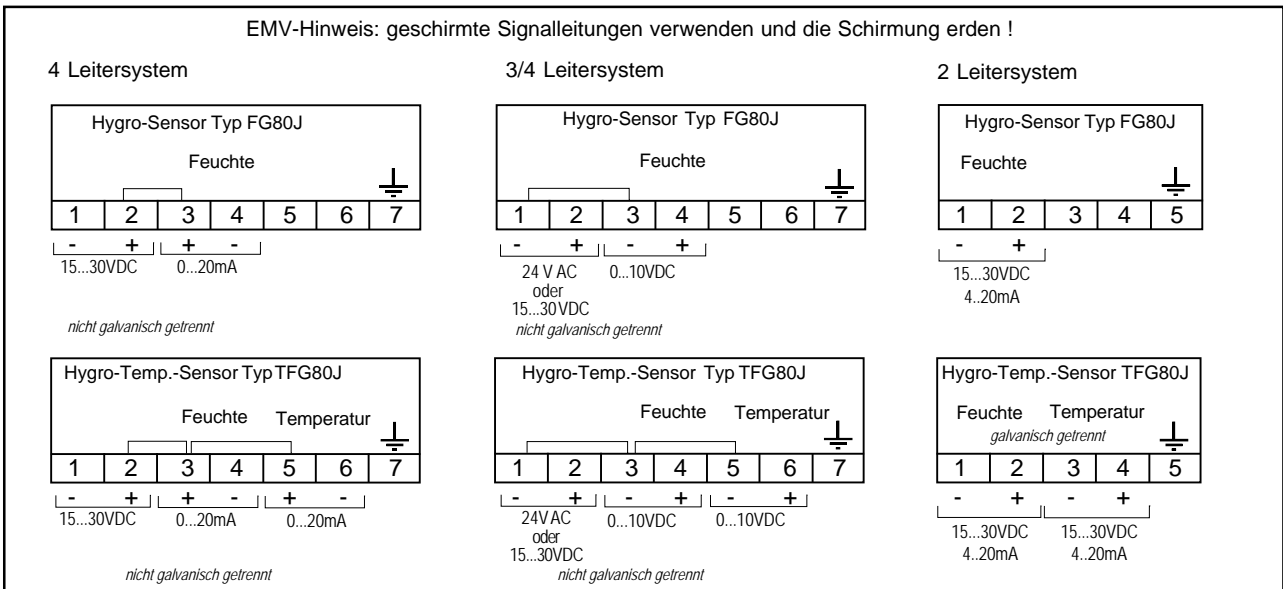 EMV-Hinweis: geschirmte Signalleitungen verwenden und die Schirmung erden !
4 Leitersystem
Hygro-Sensor Typ FG80J
Feuchte
1 2 3 4 5 6 7
- + + -
15...30VDC 0...20mA
nicht galvanisch getrennt
3/4 Leitersystem
Hygro-Sensor Typ FG80J
Feuchte
1 2 3 4 5 6 7
- + - +
24 V AC 0...10VDC
oder
15...30VDC
nicht galvanisch getrennt
2 Leitersystem
Hygro-Sensor Typ FG80J
Feuchte
1 2 3 4 5
- +
15...30VDC
4..20mA
Hygro-Temp.-Sensor Typ TFG80J
Feuchte Temperatur
1 2 3 4 5 6 7
- + + - + -
15...30VDC 0...20mA 0...20mA
nicht galvanisch getrennt
Hygro-Temp.-Sensor Typ TFG80J
Feuchte Temperatur
1 2 3 4 5 6 7
- + - + - +
24V AC 0...10VDC 0...10VDC
oder
15...30VDC
nicht galvanisch getrennt
Hygro-Temp.-Sensor TFG80J
Feuchte Temperatur
galvanisch getrennt
1 2 3 4 5
- + - +
15...30VDC 15...30VDC
4..20mA 4..20mA